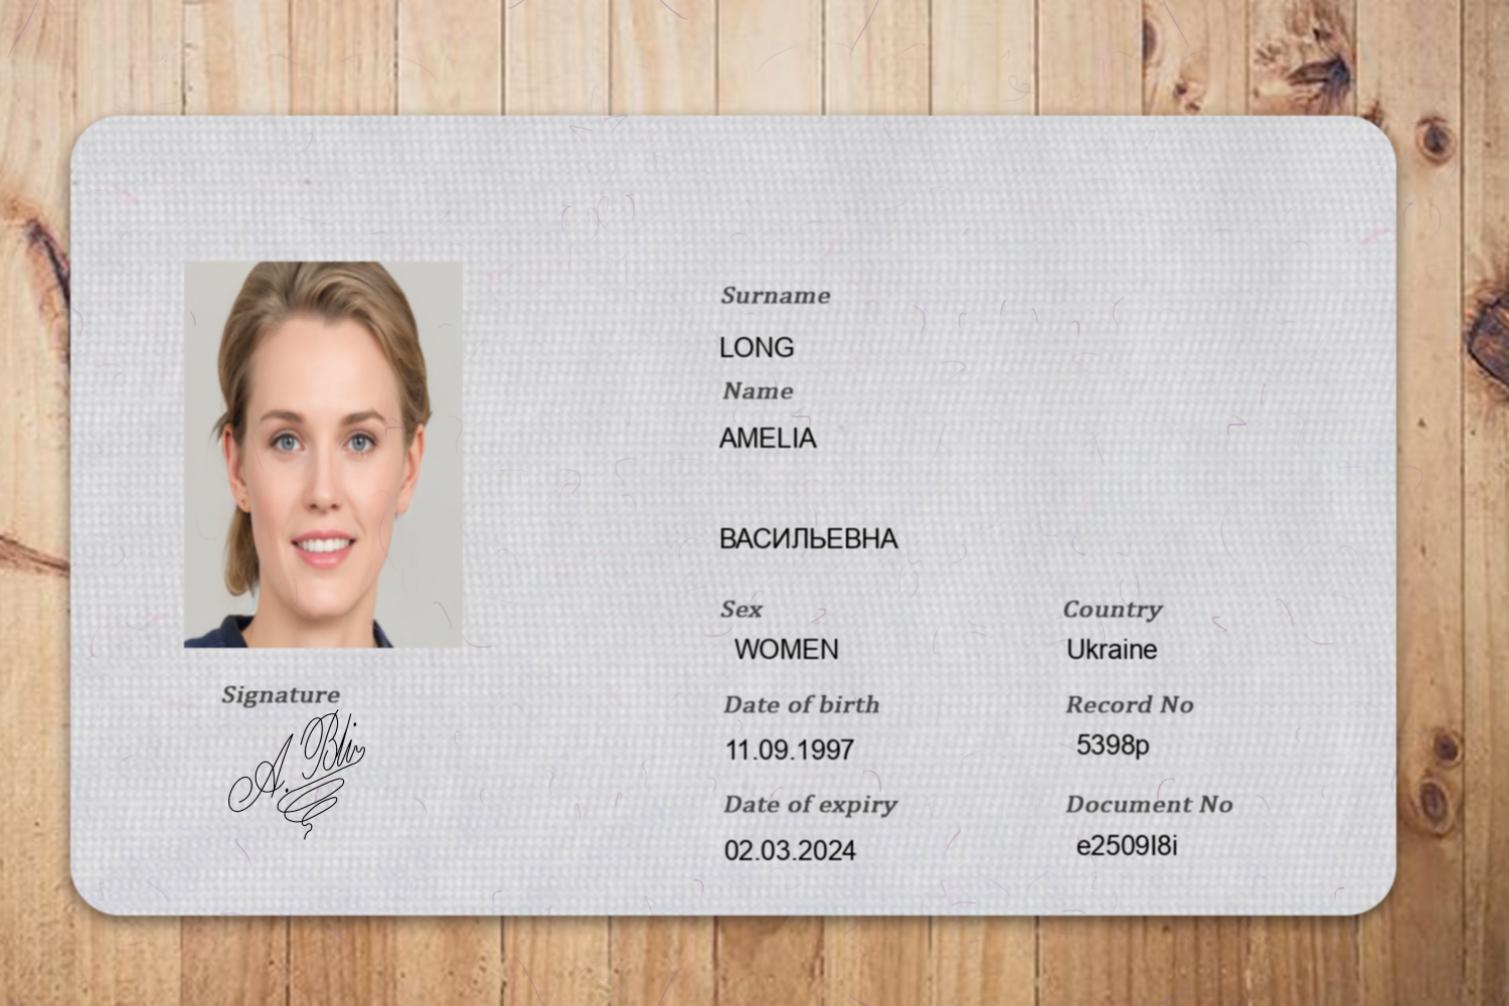 Surname
LONG
Name
AMELIA
ВАСИЛЬЕВНА
Sex
Country
WOMEN
Ukraine
Date of birth
Record No
11.09.1997
5398p
Date of expiry
Document No
02.03.2024
e2509l8i
Signature
A. Bli